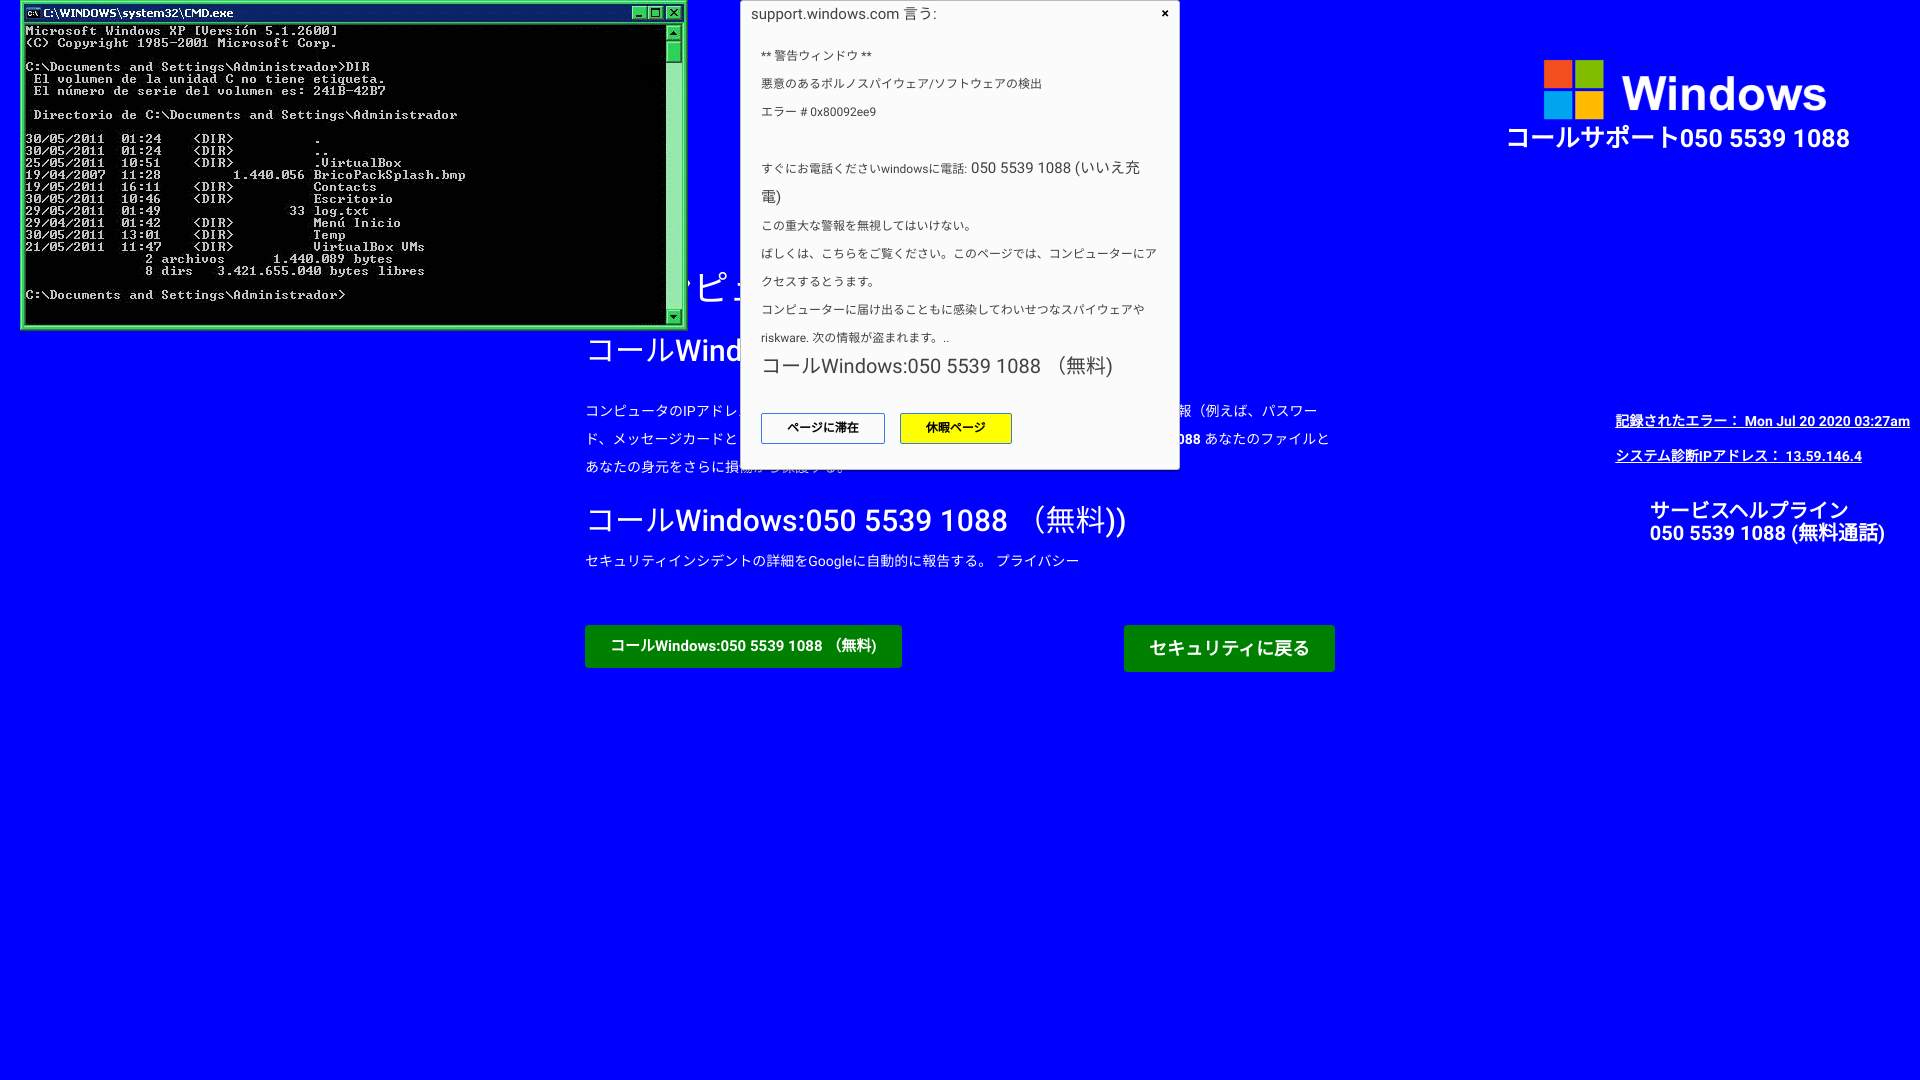 C:\WINDOWS\system32\CMD.exe
Microsoft Windows XP [Versión 5.1.2600]
(C) Copyright 1985-2001 Microsoft Corp.
C:\Documents and Settings\Administrador>DIR
El volumen de la unidad C no tiene etiqueta.
El número de serie del volumen es: 241B-42B7
Directorio de C:\Documents and Settings\Administrador
30/05/2011 01:24 <DIR> .
30/05/2011 01:24 <DIR> ..
25/05/2011 10:51 <DIR> .VirtualBox
19/04/2007 11:28 1.440.056 BricoPackSplash.bmp
19/05/2011 16:11 <DIR> Contacts
30/05/2011 10:46 <DIR> Escritorio
29/05/2011 01:49 33 log.txt
29/04/2011 01:42 <DIR> Menú Inicio
30/05/2011 13:01 <DIR> Temp
21/05/2011 11:47 <DIR> VirtualBox VMs
2 archivos 1.440.089 bytes
8 dirs 3.421.655.040 bytes libres
C:\Documents and Settings\Administrador>
support.windows.com 言う:
×
** 警告ウィンドウ **
悪意のあるポルノスパイウェア/ソフトウェアの検出
エラー # 0x80092ee9
すぐにお電話くださいwindowsに電話: 050 5539 1088 (いいえ充
電)
この重大な警報を無視してはいけない。
ばしくは、こちらをご覧ください。このページでは、コンピューターにア
クセスするとうます。
コンピューターに届け出ることもに感染してわいせつなスパイウェアや
riskware. 次の情報が盗まれます。..
コールWindows:050 5539 1088 （無料)
ページに滞在
休暇ページ
Windows
コールサポート050 5539 1088
ピュ
コールWind
コンピュータのIPアドレ
報（例えば、パスワー
ド、メッセージカードと
088 あなたのファイルと
あなたの身元をさらに損傷から保護する。
コールWindows:050 5539 1088 （無料))
セキュリティインシデントの詳細をGoogleに自動的に報告する。 プライバシー
コールWindows:050 5539 1088 （無料)
セキュリティに戻る
記録されたエラー： Mon Jul 20 2020 03:27am
システム診断IPアドレス： 13.59.146.4
サービスヘルプライン
050 5539 1088 (無料通話)